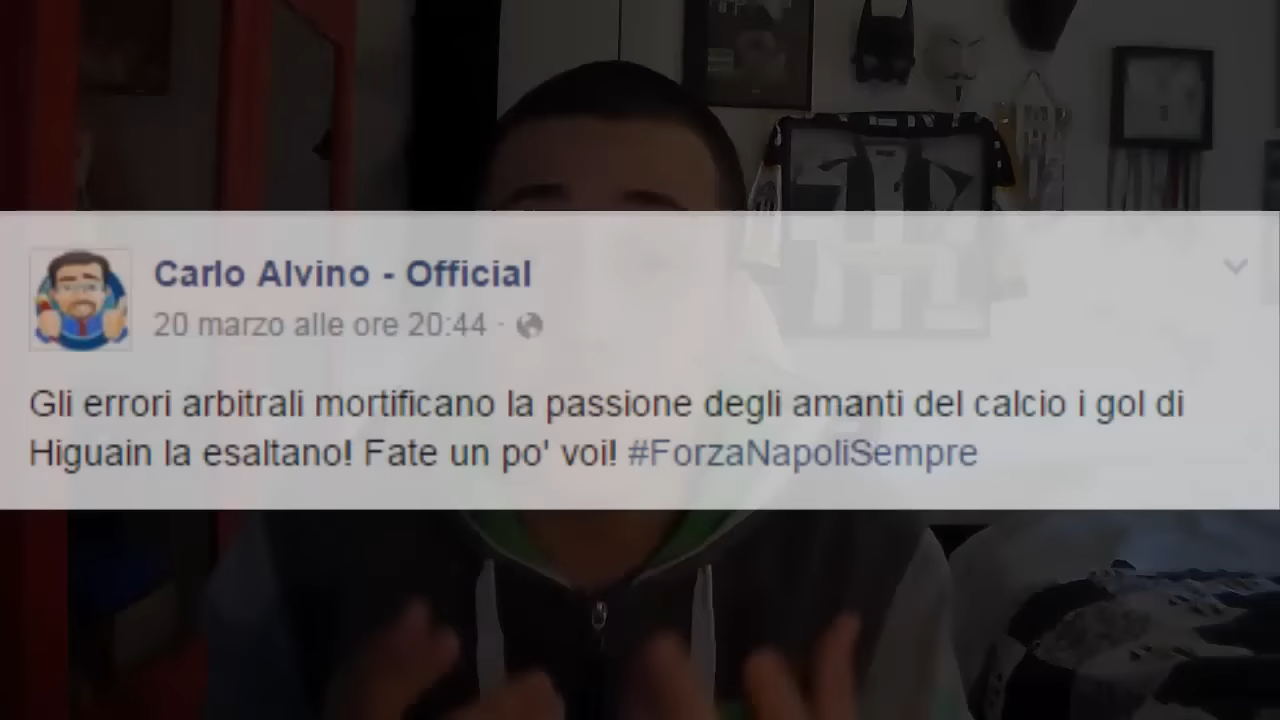 Carlo Alvino - Official
20 marzo alle ore 20:44 ·
Gli errori arbitrali mortificano la passione degli amanti del calcio i gol di
Higuain la esaltano! Fate un po' voi! #ForzaNapoliSempre